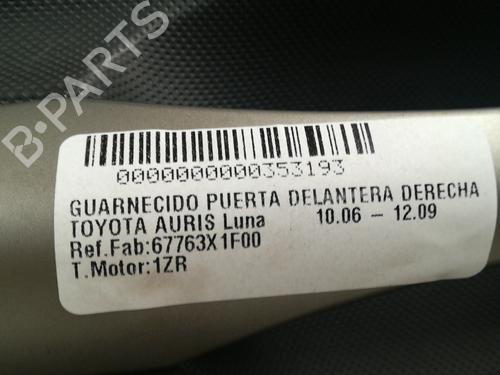 B-PARTS
0000000000353193
GUARNECIDO PUERTA DELANTERA DERECHA
TOYOTA AURIS Luna 10.06 – 12.09
Ref.Fab:67763X1F00
T.Motor:1ZR